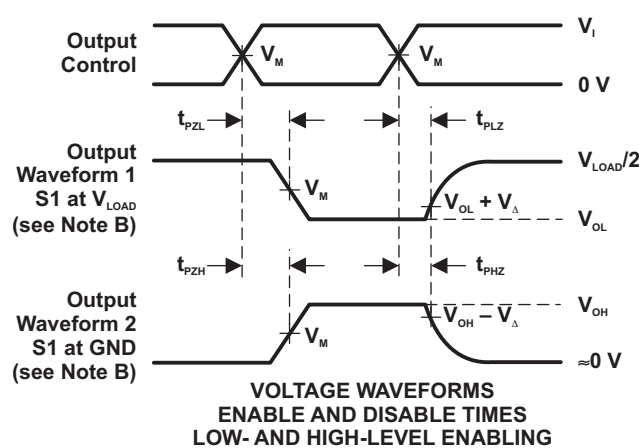 Output
Control
V_M
V_M
V_I
0 V
t_PZL
t_PLZ
Output
Waveform 1
S1 at V_LOAD
(see Note B)
V_M
V_LOAD/2
V_OL + V_Δ
V_OL
t_PZH
t_PHZ
Output
Waveform 2
S1 at GND
(see Note B)
V_M
V_OH
V_OH – V_Δ
≈0 V
VOLTAGE WAVEFORMS
ENABLE AND DISABLE TIMES
LOW- AND HIGH-LEVEL ENABLING